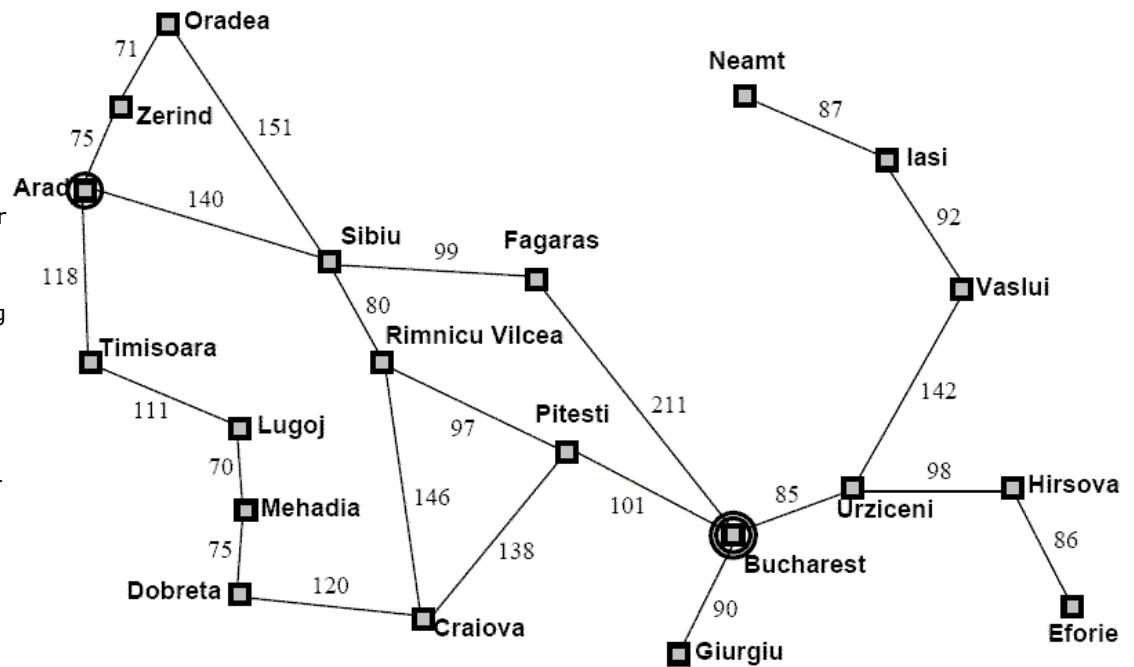 Oradea
71
Neamt
87
Zerind
151
75
Iasi
Arad
140
r
92
Sibiu
Fagaras
99
118
80
Vaslui
g
Rimnicu Vilcea
Timisoara
142
111
211
Pitesti
97
Lugoj
70
98
Hirsova
146
85
101
Urziceni
Mehadia
86
75
138
Bucharest
Dobreta
120
90
Craiova
Eforie
Giurgiu